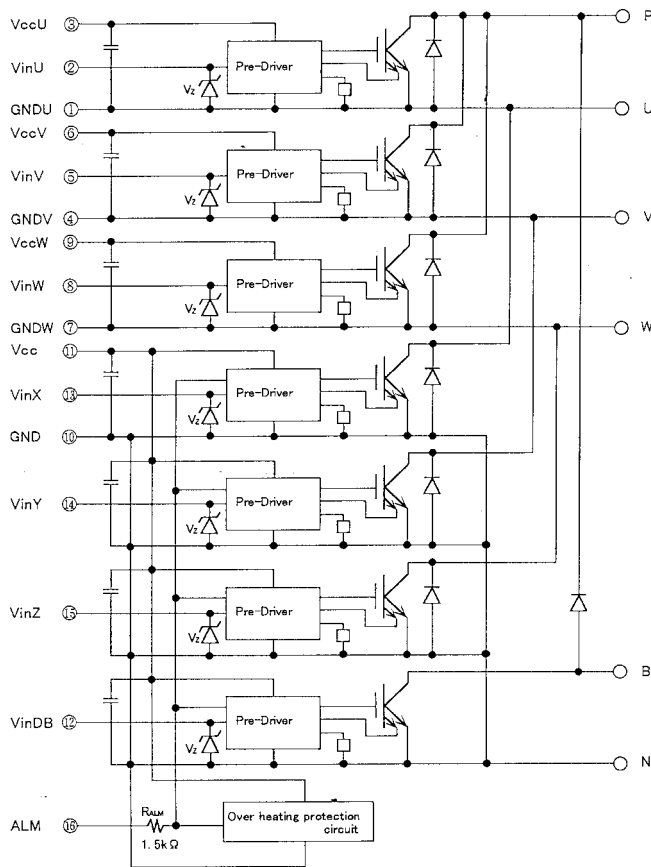 VccU ③
P
VinU ②
Pre-Driver
Vz
GNDU ①
U
VccV ⑥
VinV ⑤
Pre-Driver
Vz
GNDV ④
V
VccW ⑨
VinW ⑧
Pre-Driver
Vz
GNDW ⑦
W
Vcc ⑪
VinX ⑬
Pre-Driver
Vz
GND ⑩
VinY ⑭
Pre-Driver
Vz
VinZ ⑮
Pre-Driver
Vz
B
VinDB ⑫
Pre-Driver
Vz
N
ALM ⑯
RALM
1.5kΩ
Over heating protection
circuit